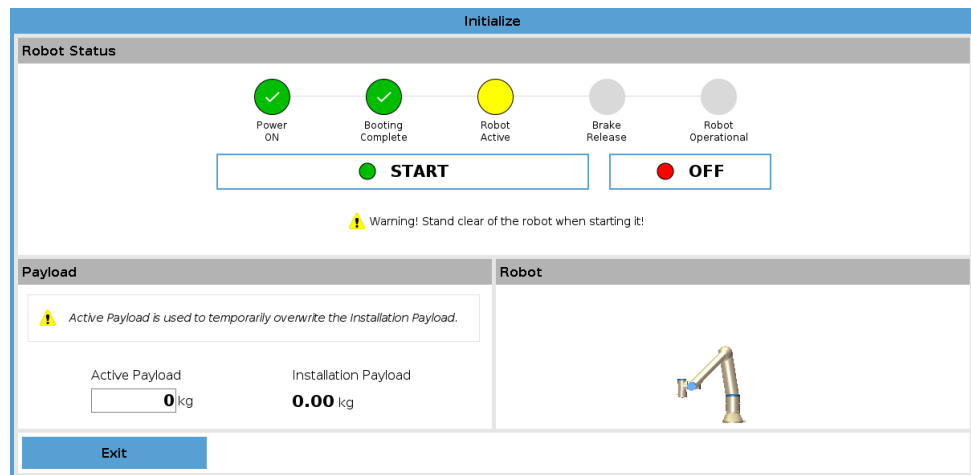 Initialize
Robot Status
Power
ON
Booting
Complete
Robot
Active
Brake
Release
Robot
Operational
START
OFF
Warning! Stand clear of the robot when starting it!
Payload
Robot
Active Payload is used to temporarily overwrite the Installation Payload.
Active Payload
Installation Payload
0 kg
0.00 kg
Exit